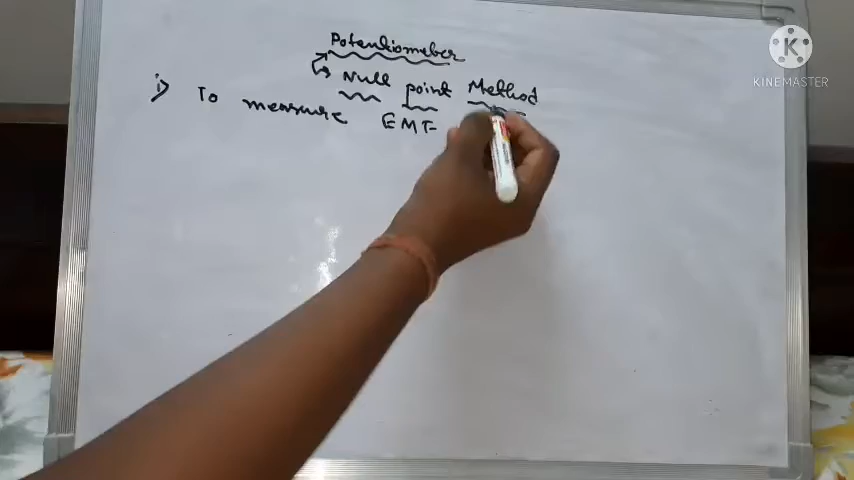 Potentiometer
Null point Method
i) To measure EMF
KINEMASTER